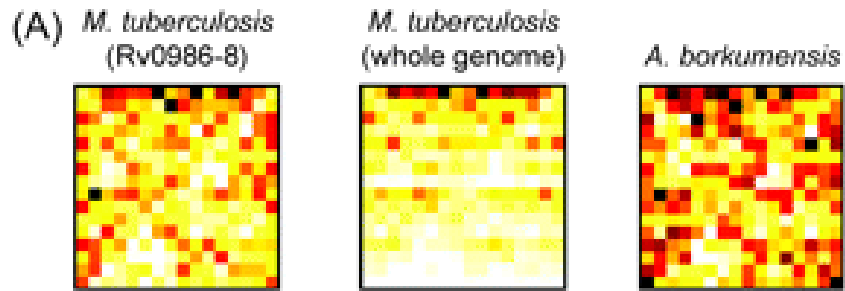 (A) M. tuberculosis (Rv0986-8)
M. tuberculosis (whole genome)
A. borkumensis